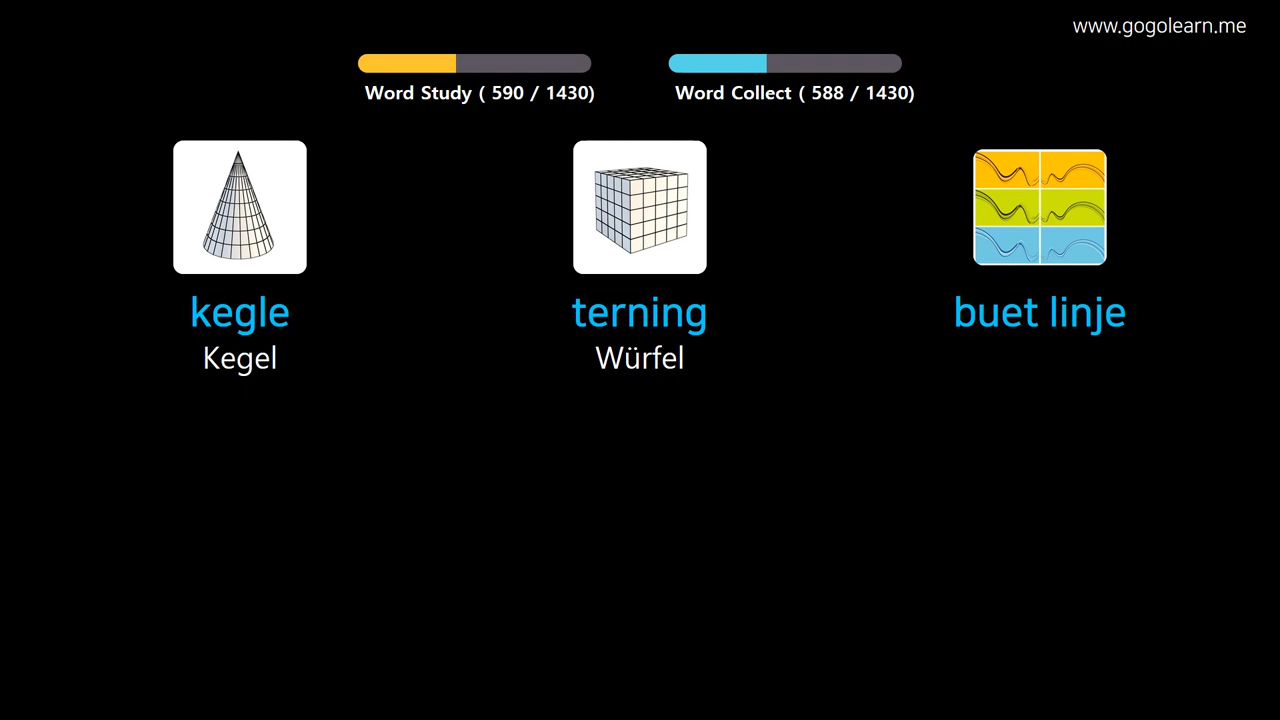 www.gogolearn.me
Word Study ( 590 / 1430)
Word Collect ( 588 / 1430)
kegle
Kegel
terning
Würfel
buet linje